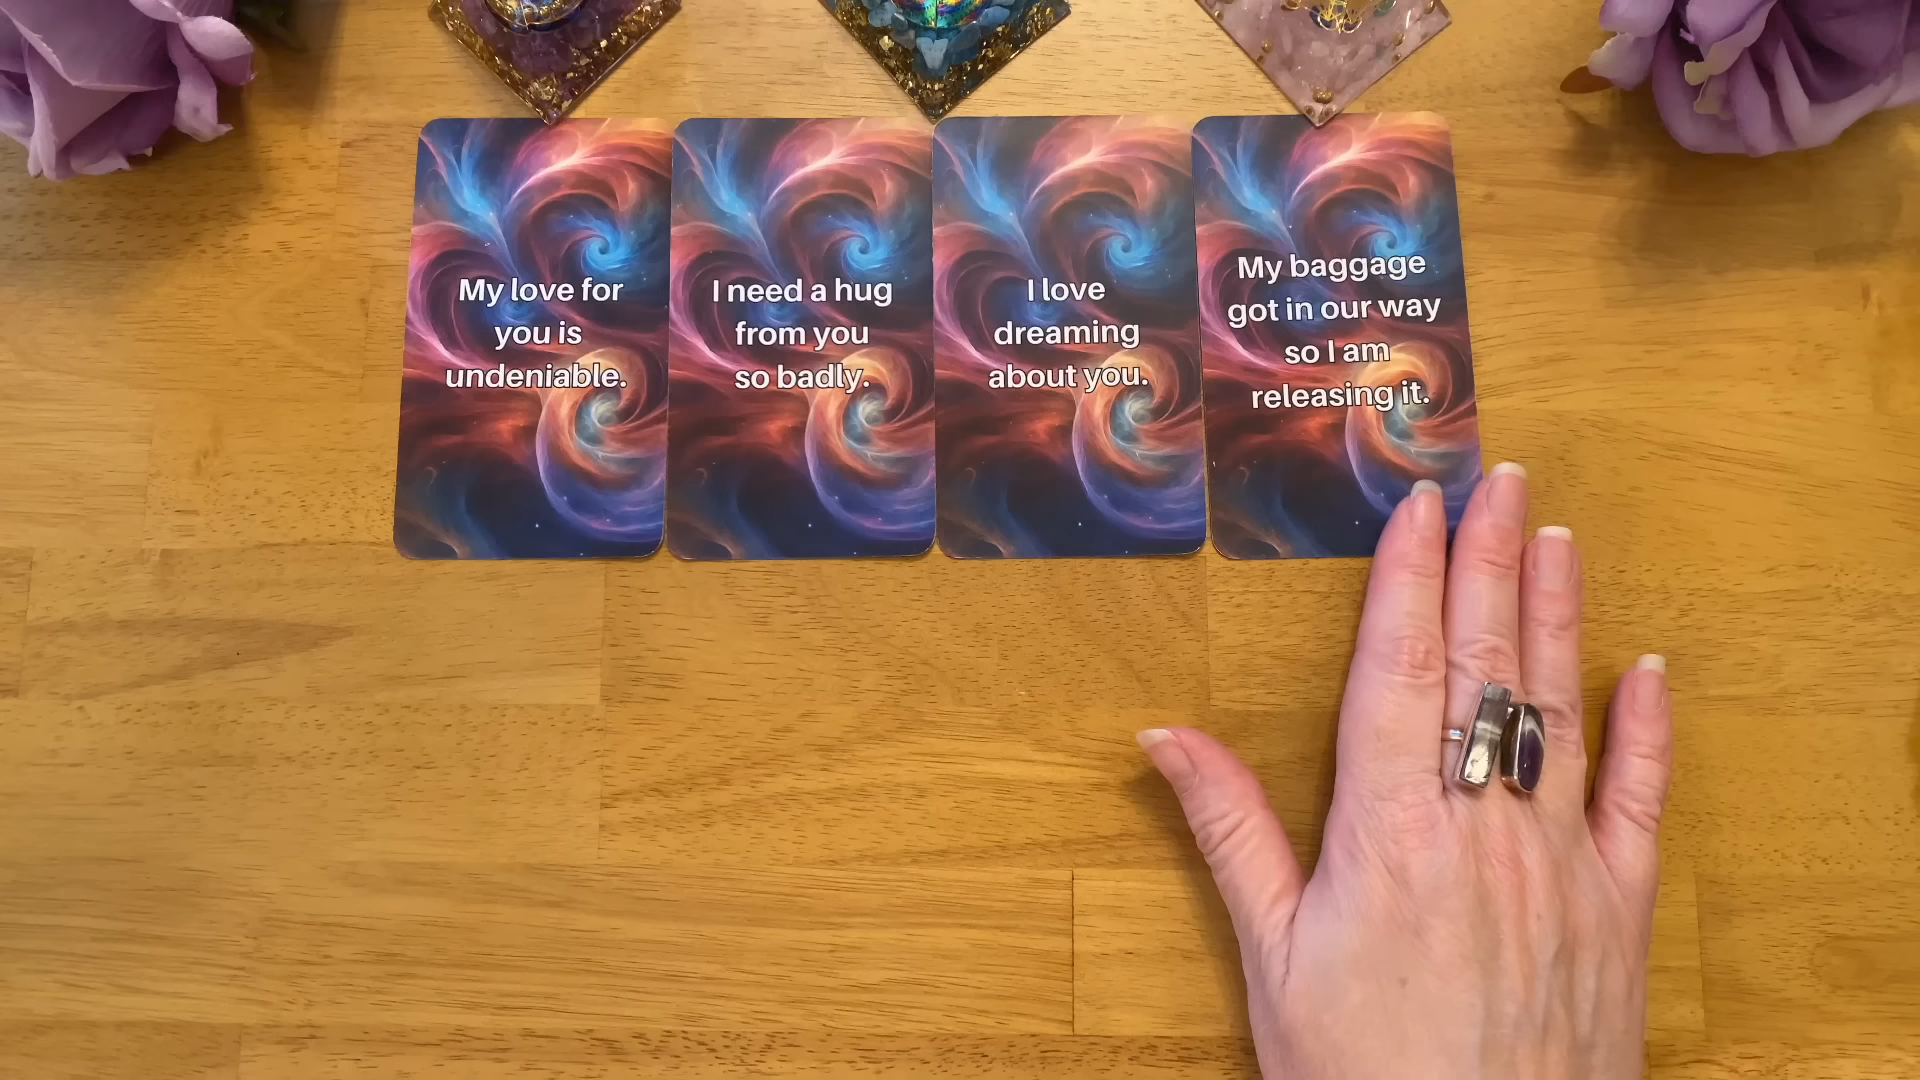 My love for
you is
undeniable.
I need a hug
from you
so badly.
I love
dreaming
about you.
My baggage
got in our way
so I am
releasing it.